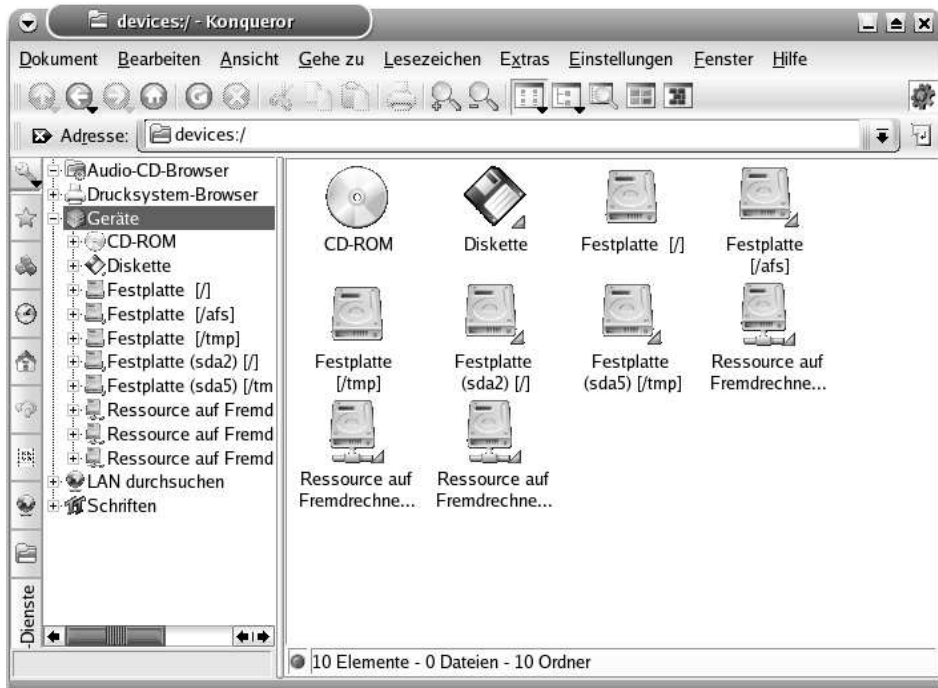 devices:/ - Konqueror
Dokument Bearbeiten Ansicht Gehe zu Lesezeichen Extras Einstellungen Fenster Hilfe
Adresse: devices:/
-Dienste
Audio-CD-Browser
Drucksystem-Browser
Geräte
CD-ROM
Diskette
Festplatte [/]
Festplatte [/afs]
Festplatte [/tmp]
Festplatte (sda2) [/]
Festplatte (sda5) [/tm
Ressource auf Fremd
Ressource auf Fremd
Ressource auf Fremd
LAN durchsuchen
Schriften
CD-ROM
Diskette
Festplatte [/]
Festplatte
[/afs]
Festplatte
[/tmp]
Festplatte
(sda2) [/]
Festplatte
(sda5) [/tmp]
Ressource auf
Fremdrechne...
Ressource auf
Fremdrechne...
Ressource auf
Fremdrechne...
10 Elemente - 0 Dateien - 10 Ordner